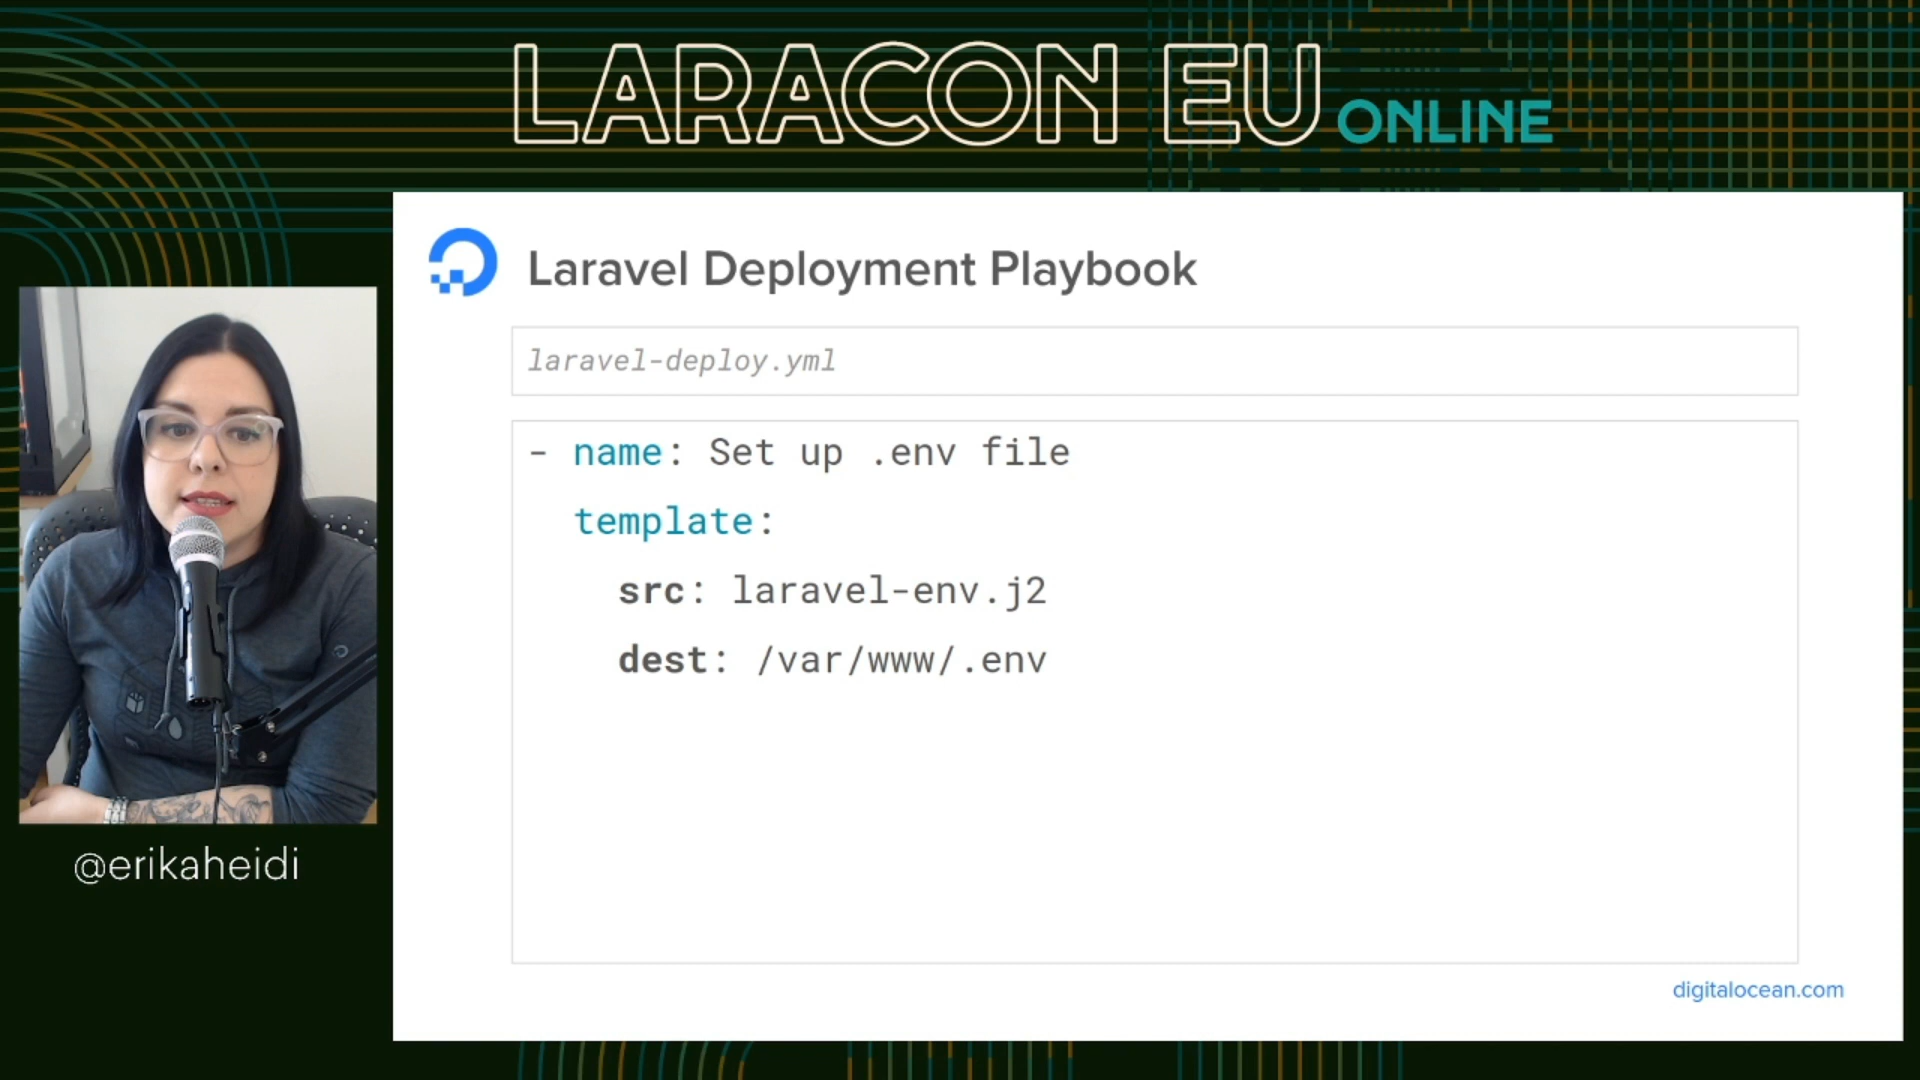 LARACON EU ONLINE
Laravel Deployment Playbook
laravel-deploy.yml
- name: Set up .env file
template:
src: laravel-env.j2
dest: /var/www/.env
@erikaheidi
digitalocean.com